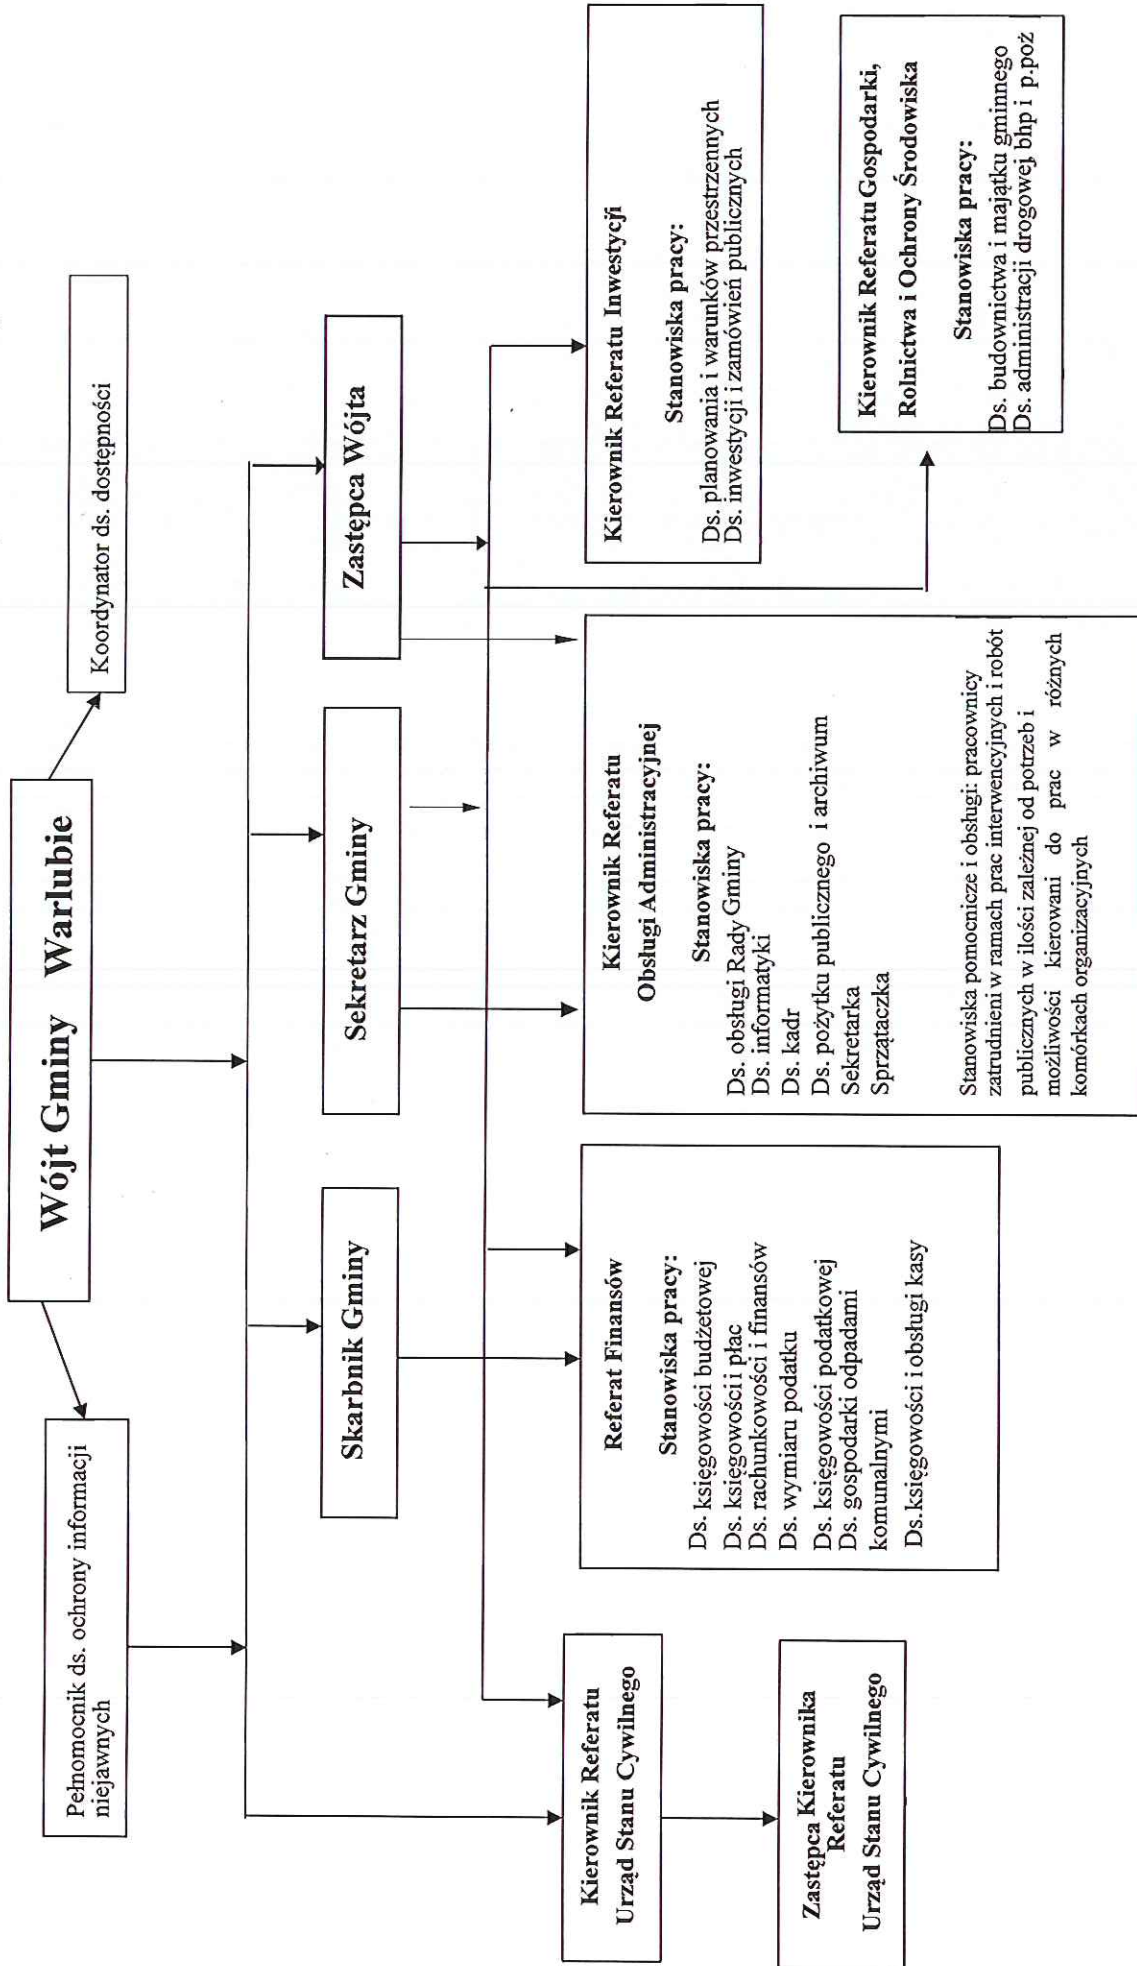 Wójt Gminy Warlubie
Pełnomocnik ds. ochrony informacji
niejawnych
Koordynator ds. dostępności
Skarbnik Gminy
Sekretarz Gminy
Zastępca Wójta
Kierownik Referatu
Urząd Stanu Cywilnego
Zastępca Kierownika
Referatu
Urząd Stanu Cywilnego
Referat Finansów
Stanowiska pracy:
Ds. księgowości budżetowej
Ds. księgowości i płac
Ds. rachunkowości i finansów
Ds. wymiaru podatku
Ds. księgowości podatkowej
Ds. gospodarki odpadami
komunalnymi
Ds.księgowości i obsługi kasy
Kierownik Referatu
Obsługi Administracyjnej
Stanowiska pracy:
Ds. obsługi Rady Gminy
Ds. informatyki
Ds. kadr
Ds. pożytku publicznego i archiwum
Sekretarka
Sprzątaczka
Stanowiska pomocnicze i obsługi: pracownicy
zatrudnieni w ramach prac interwencyjnych i robót
publicznych w ilości zależnej od potrzeb i
możliwości kierowani do prac w różnych
komórkach organizacyjnych
Kierownik Referatu Inwestycji
Stanowiska pracy:
Ds. planowania i warunków przestrzennych
Ds. inwestycji i zamówień publicznych
Kierownik Referatu Gospodarki,
Rolnictwa i Ochrony Środowiska
Stanowiska pracy:
Ds. budownictwa i majątku gminnego
Ds. administracji drogowej, bhp i p.poż